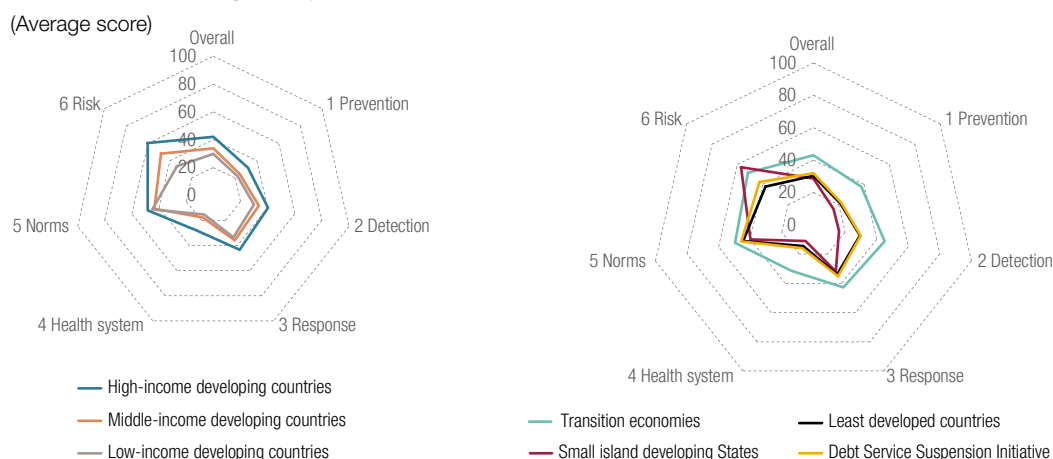 (Average score)
Overall
100
80
60
40
20
0
1 Prevention
2 Detection
3 Response
4 Health system
5 Norms
6 Risk
High-income developing countries
Middle-income developing countries
Low-income developing countries
Overall
100
80
60
40
20
0
1 Prevention
2 Detection
3 Response
4 Health system
5 Norms
6 Risk
Transition economies
Least developed countries
Small island developing States
Debt Service Suspension Initiative